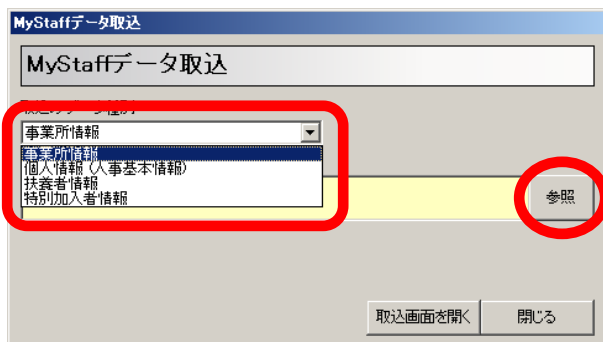 MyStaffデータ取込
MyStaffデータ取込
事業所情報
事業所情報
個人情報(人事基本情報)
扶養者情報
特別加入者情報
参照
取込画面を開く
閉じる